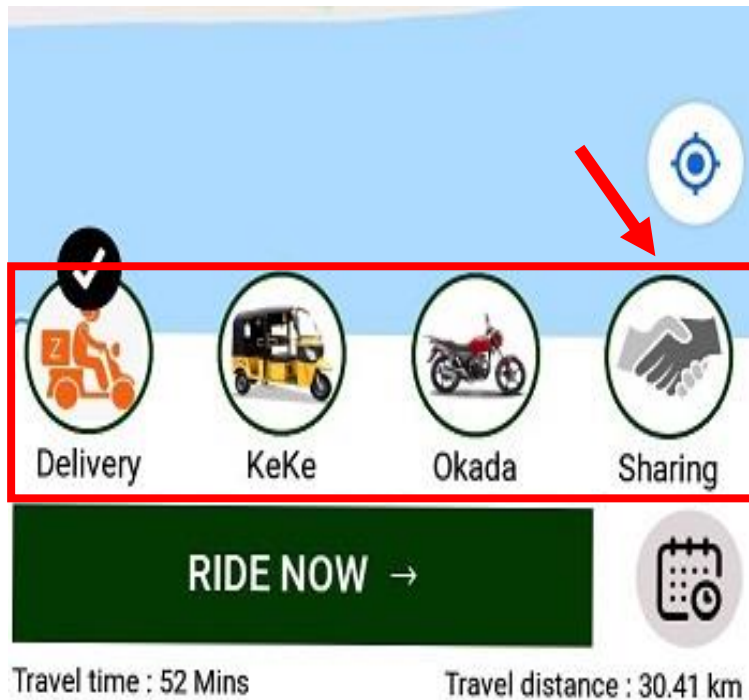 Z
Delivery KeKe Okada Sharing
RIDE NOW →
Travel time : 52 Mins Travel distance : 30.41 km